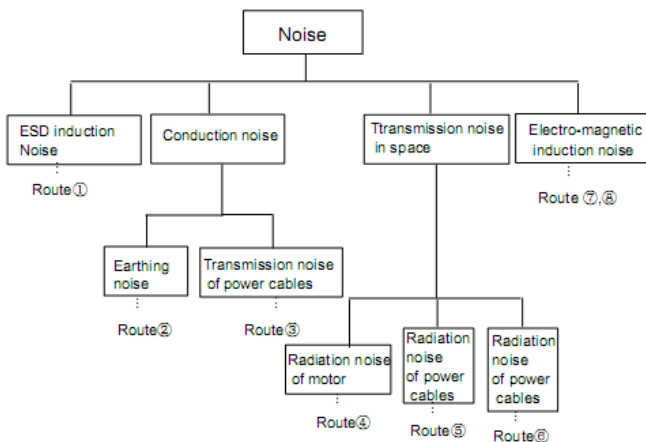 Noise
ESD induction
Noise
Conduction noise
Ttransmission noise
in space
Electro-magnetic
induction noise
Route①
Route ⑦,⑧
Earthing
noise
Transmission noise
of power cables
Route②
Route③
Radiation noise
of motor
Radiation
noise
of power
cables
Radiation
noise
of power
cables
Route④
Route⑤
Route⑥